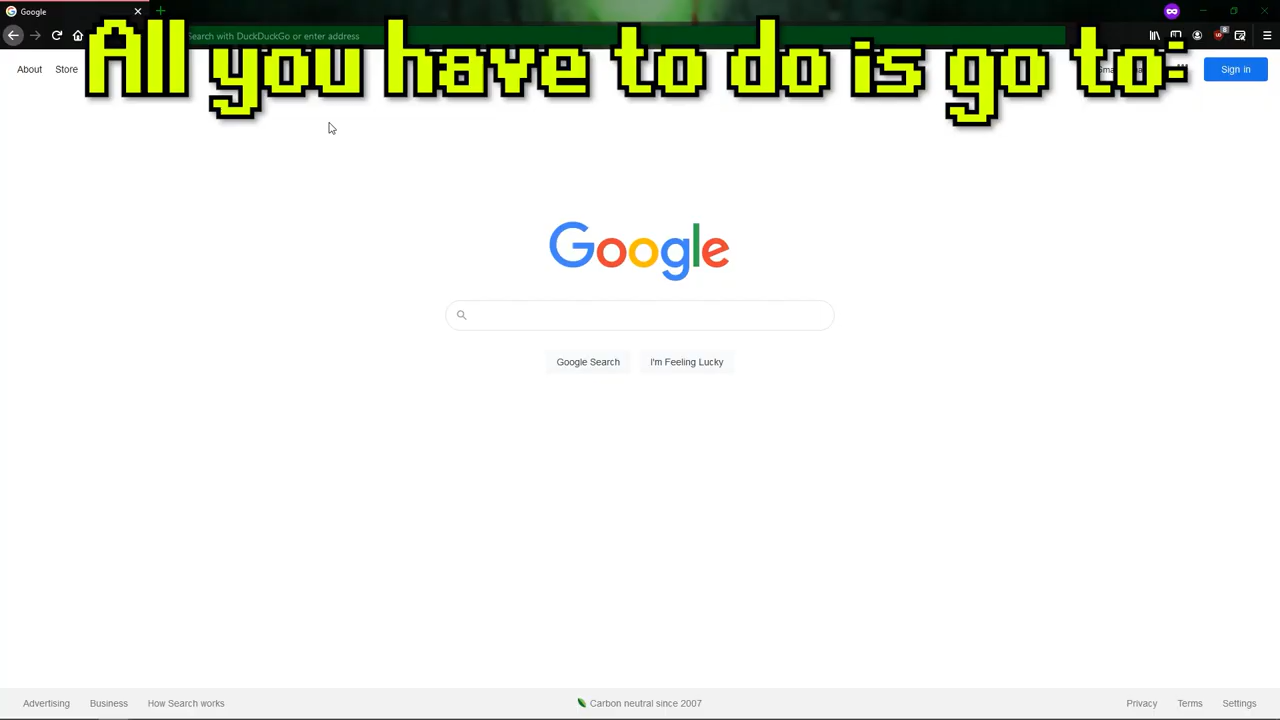 Google
Search with DuckDuckGo or enter address
All you have to do is go to:
About
Store
Sign in
Google
Google Search
I'm Feeling Lucky
Advertising
Business
How Search works
Carbon neutral since 2007
Privacy
Terms
Settings